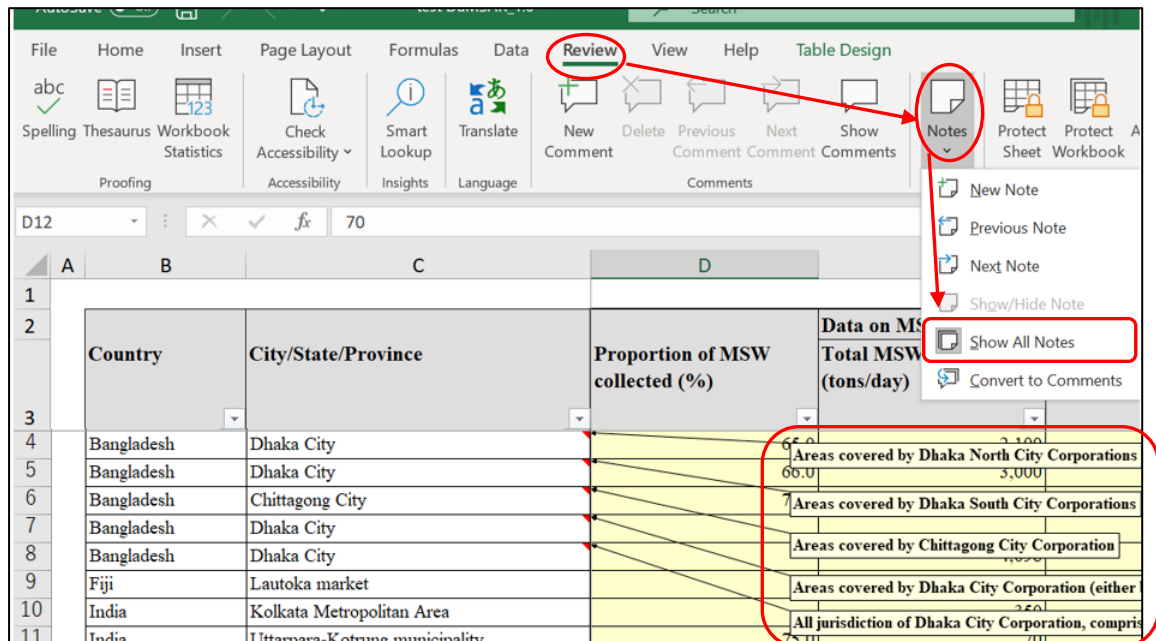 File Home Insert Page Layout Formulas Data Review View Help Table Design
abc
123
あ
a
Spelling Thesaurus Workbook Statistics Check Accessibility Smart Lookup Translate New Comment Delete Previous Comment Next Comment Show Comments Notes Protect Sheet Protect Workbook
Proofing Accessibility Insights Language Comments
New Note
Previous Note
Next Note
Show/Hide Note
Show All Notes
Convert to Comments
D12 fx 70
A B C D
1
2 Data on
3 Country City/State/Province Proportion of MSW collected (%) Total MSW (tons/day)
4 Bangladesh Dhaka City
Areas covered by Dhaka North City Corporations
5 Bangladesh Dhaka City 66.0 3,000
Areas covered by Dhaka South City Corporations
6 Bangladesh Chittagong City
7 Bangladesh Dhaka City
Areas covered by Chittagong City Corporation
8 Bangladesh Dhaka City
9 Fiji Lautoka market
Areas covered by Dhaka City Corporation (either
10 India Kolkata Metropolitan Area
All jurisdiction of Dhaka City Corporation,
11 India Uttarpara-Kotrung municipality